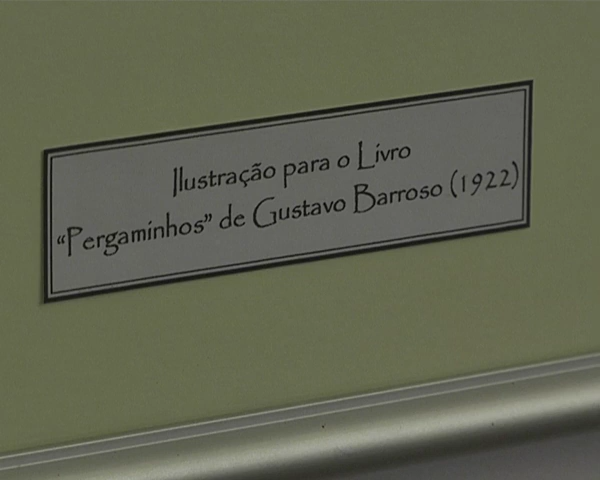 Ilustração para o Livro
“Pergaminhos” de Gustavo Barroso (1922)